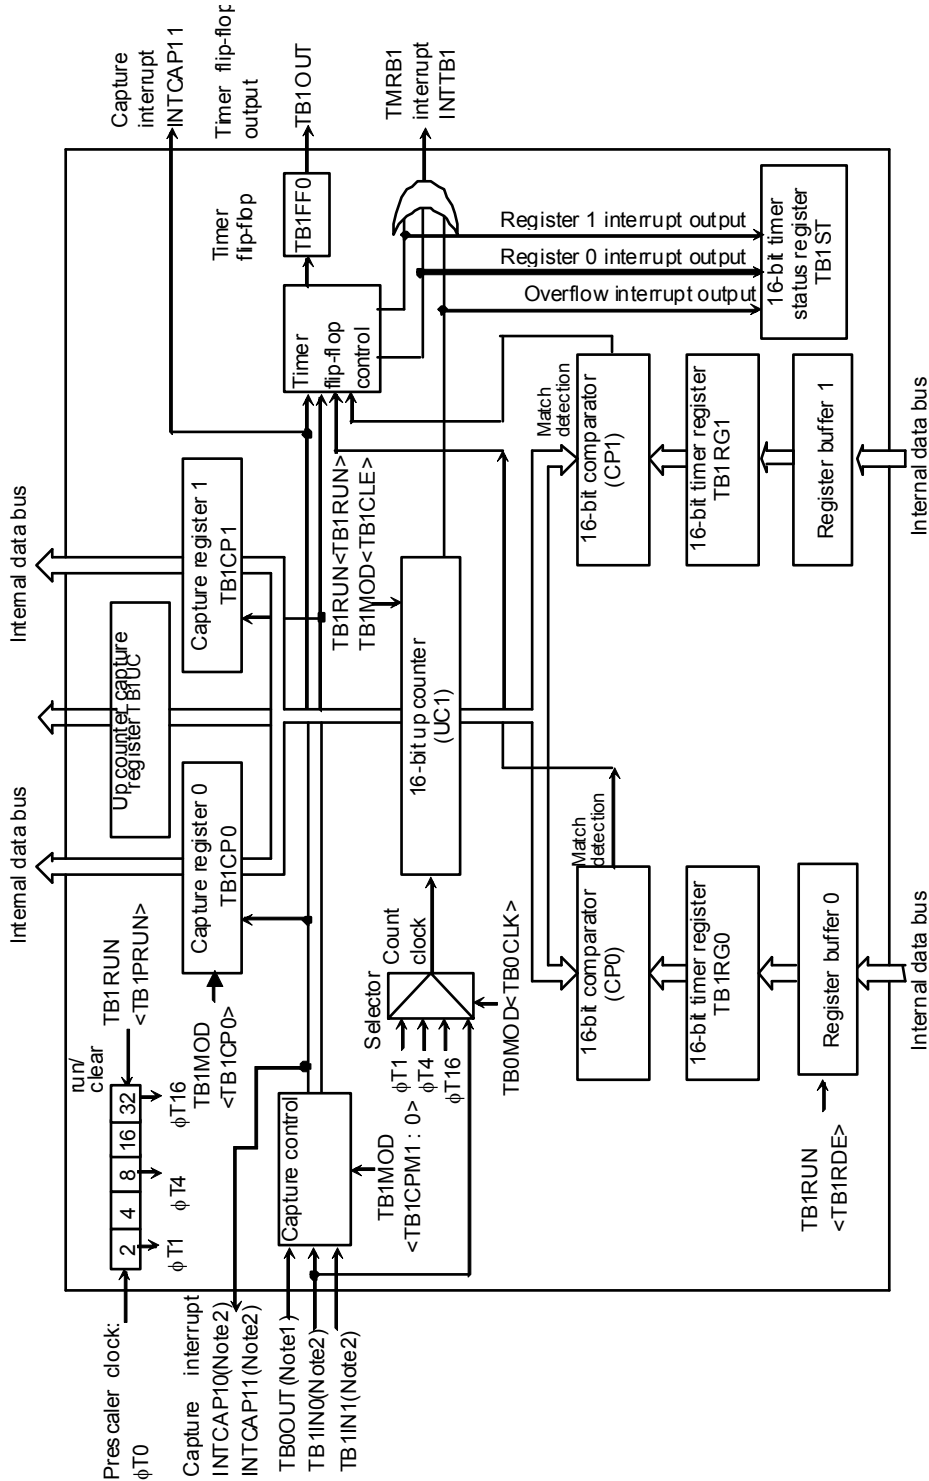 Prescaler clock:
φT0
2 4 8 16 32
φT1
φT4
φT16
run/
clear
TB1RUN
<TB1PRUN>
Internal data bus
Internal data bus
Capture
interrupt
INTCAP11
Up counter capture
register TB1UC
Capture register 0
TB1CP0
Capture register 1
TB1CP1
TB1MOD
<TB1CP0>
Capture interrupt
INTCAP10(Note2)
INTCAP11(Note2)
TB0OUT(Note1)
TB1IN0(Note2)
TB1IN1(Note2)
Capture control
TB1MOD
<TB1CPM1 : 0>
Selector
φT1
φT4
φT16
Count
clock
TB0MOD<TB0CLK>
16-bit up counter
(UC1)
TB1RUN<TB1RUN>
TB1MOD<TB1CLE>
Timer
flip-flop
control
Timer
flip-flop
TB1FF0
Timer flip-flop
output
TB1OUT
TMRB1
interrupt
INTTB1
Register 1 interrupt output
Register 0 interrupt output
Overflow interrupt output
16-bit timer
status register
TB1ST
Match
detection
16-bit comparator
(CP0)
16-bit timer register
TB1RG0
Register buffer 0
TB1RUN
<TB1RDE>
Internal data bus
Match
detection
16-bit comparator
(CP1)
16-bit timer register
TB1RG1
Register buffer 1
Internal data bus